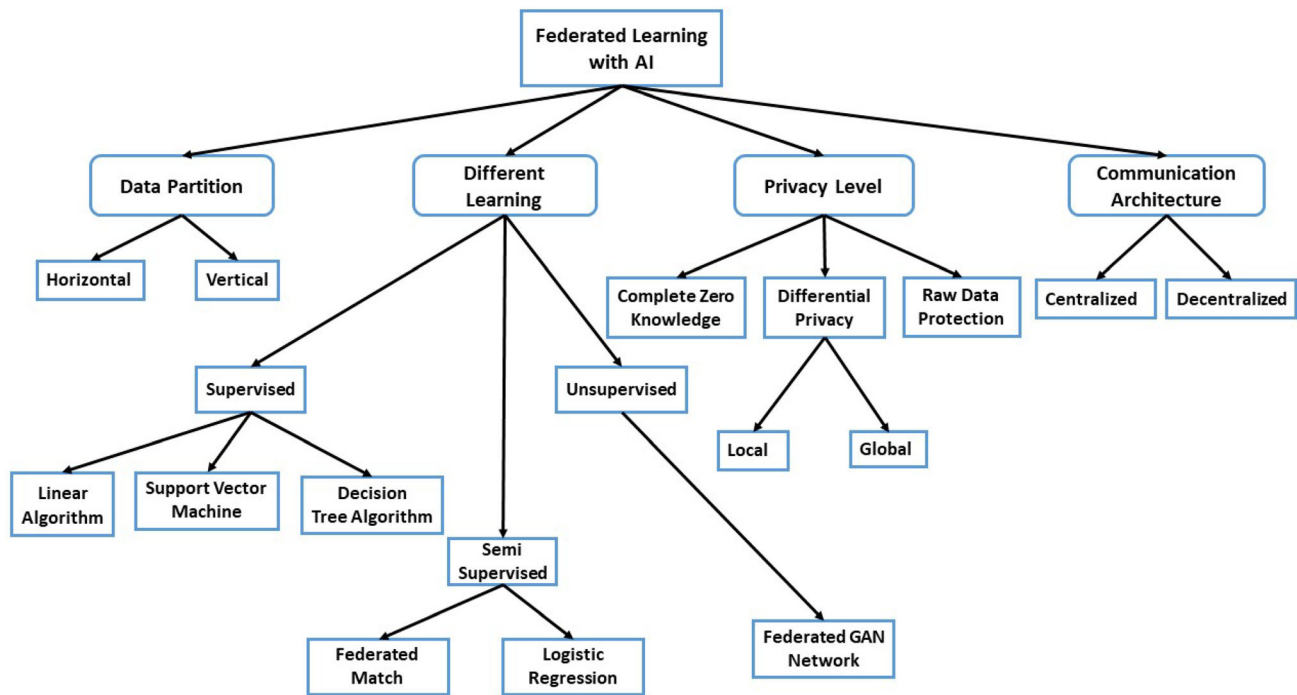 Federated Learning
with AI
Data Partition
Different
Learning
Privacy Level
Communication
Architecture
Horizontal
Vertical
Complete Zero
Knowledge
Differential
Privacy
Raw Data
Protection
Centralized
Decentralized
Supervised
Unsupervised
Local
Global
Linear
Algorithm
Support Vector
Machine
Decision
Tree Algorithm
Semi
Supervised
Federated
Match
Logistic
Regression
Federated GAN
Network